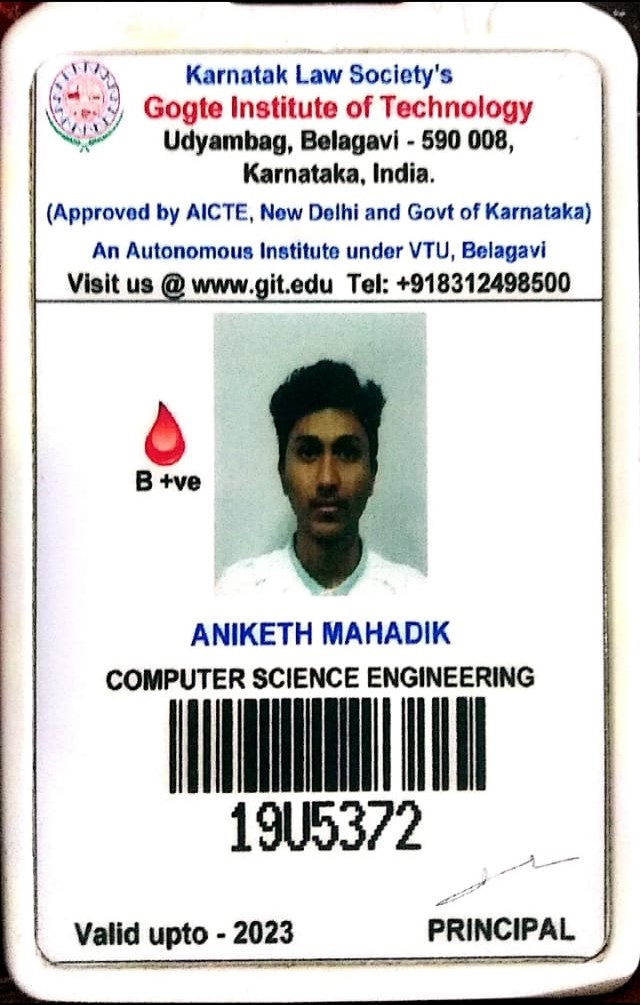 Karnatak Law Society's
Gogte Institute of Technology
Udyambag, Belagavi - 590 008,
Karnataka, India.
(Approved by AICTE, New Delhi and Govt of Karnataka)
An Autonomous Institute under VTU, Belagavi
Visit us @ www.git.edu Tel: +918312498500
B +ve
ANIKETH MAHADIK
COMPUTER SCIENCE ENGINEERING
19U5372
Valid upto - 2023
PRINCIPAL